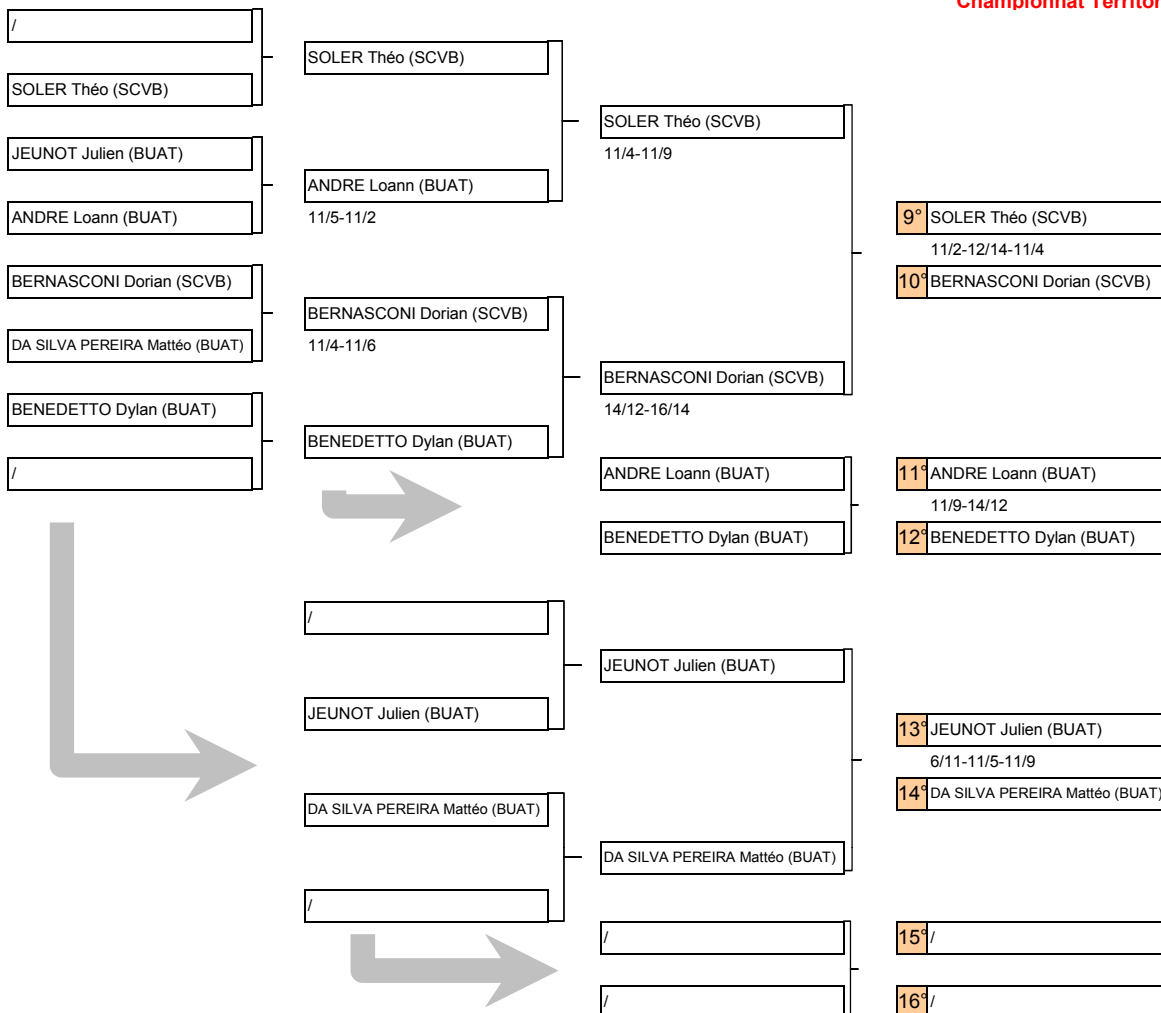 Championnat Territor
/
SOLER Théo (SCVB)
JEUNOT Julien (BUAT)
ANDRE Loann (BUAT)
BERNASCONI Dorian (SCVB)
DA SILVA PEREIRA Mattéo (BUAT)
BENEDETTO Dylan (BUAT)
/
SOLER Théo (SCVB)
ANDRE Loann (BUAT)
11/5-11/2
BERNASCONI Dorian (SCVB)
11/4-11/6
BENEDETTO Dylan (BUAT)
SOLER Théo (SCVB)
11/4-11/9
BERNASCONI Dorian (SCVB)
14/12-16/14
9° SOLER Théo (SCVB)
11/2-12/14-11/4
10° BERNASCONI Dorian (SCVB)
ANDRE Loann (BUAT)
BENEDETTO Dylan (BUAT)
11° ANDRE Loann (BUAT)
11/9-14/12
12° BENEDETTO Dylan (BUAT)
/
JEUNOT Julien (BUAT)
DA SILVA PEREIRA Mattéo (BUAT)
/
JEUNOT Julien (BUAT)
DA SILVA PEREIRA Mattéo (BUAT)
13° JEUNOT Julien (BUAT)
6/11-11/5-11/9
14° DA SILVA PEREIRA Mattéo (BUAT)
/
/
15° /
16° /